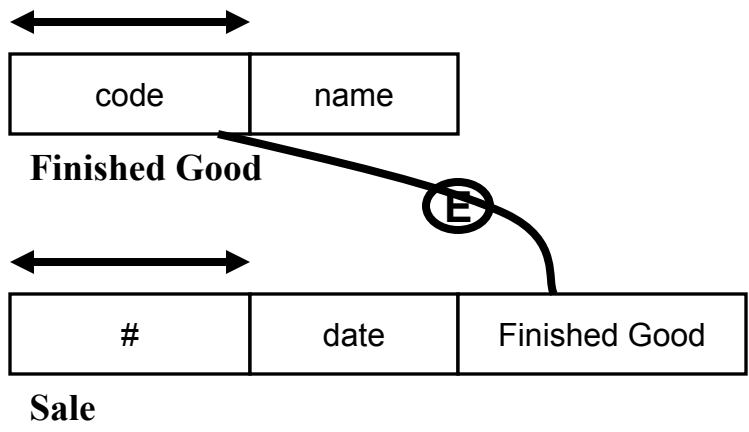 code name
Finished Good
E
# date Finished Good
Sale